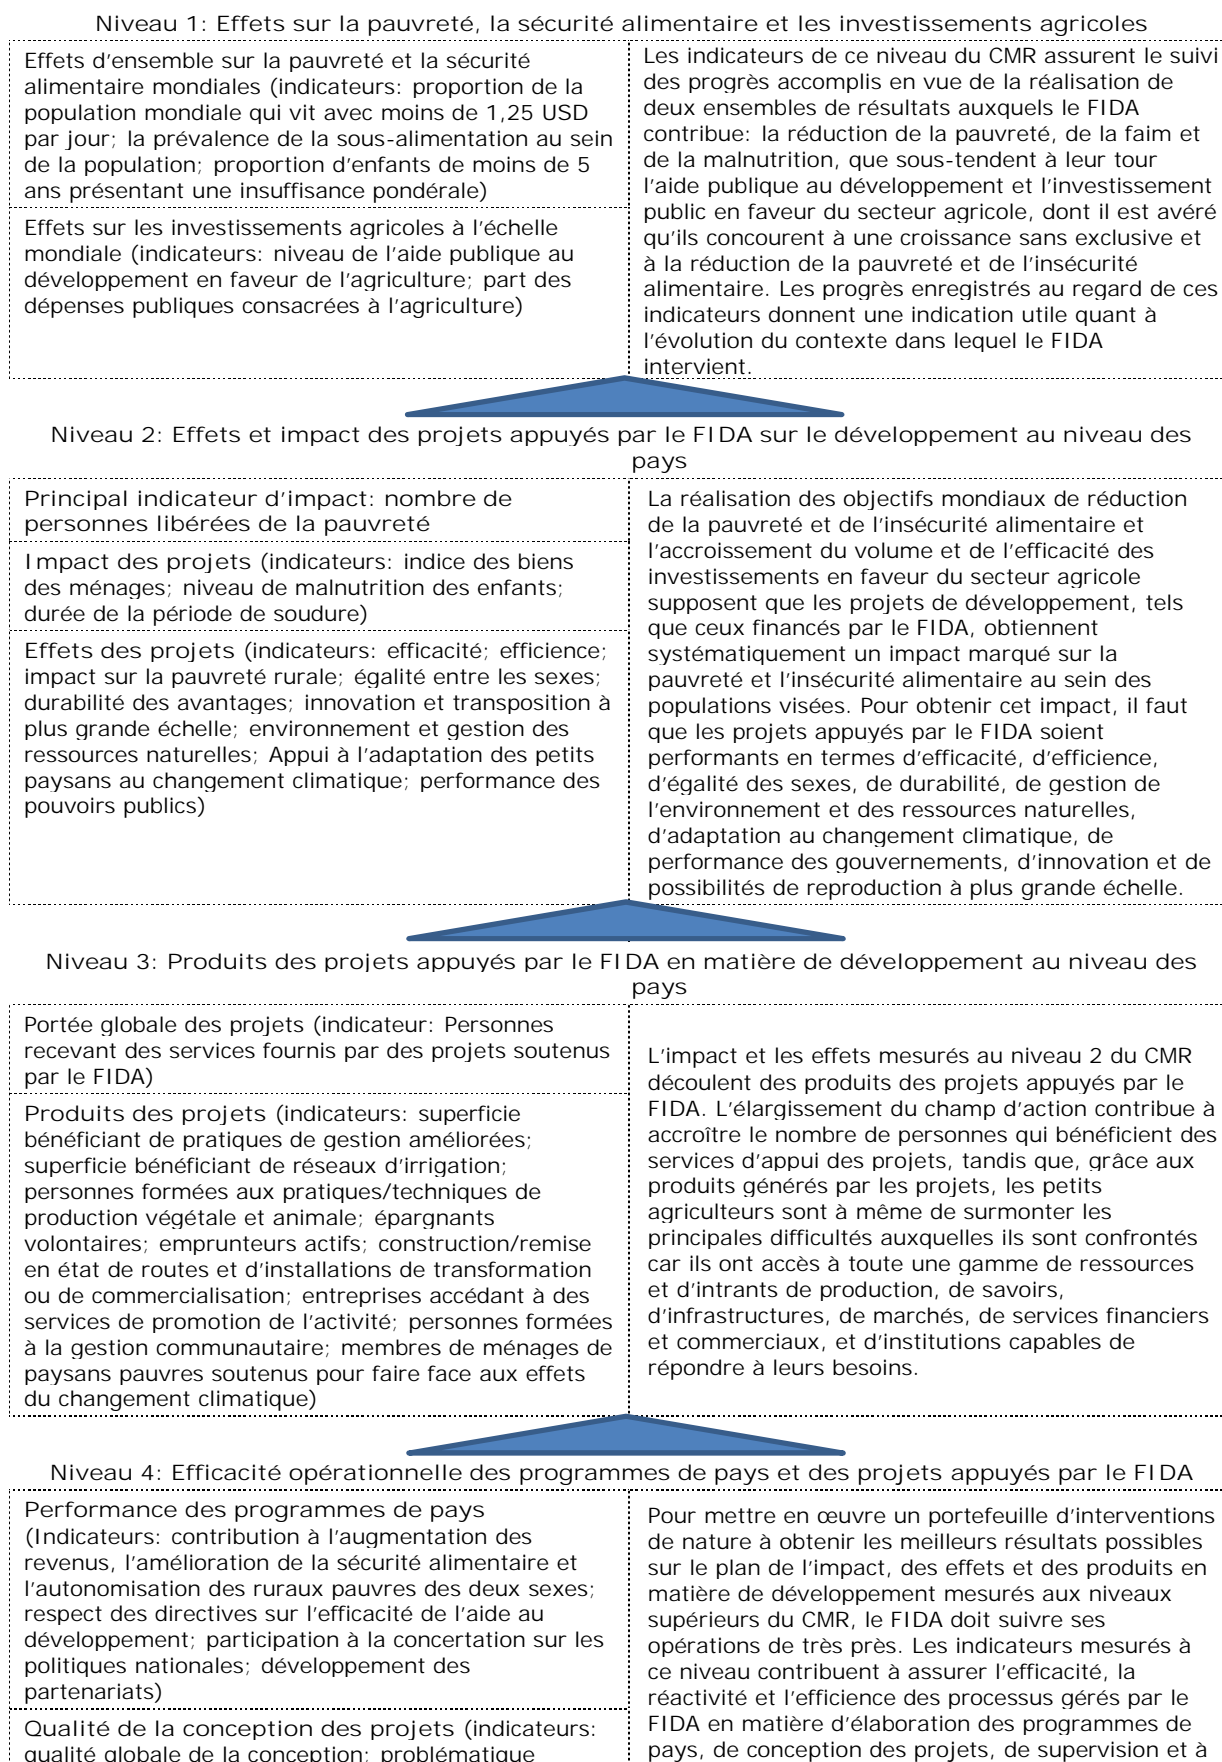 Niveau 1: Effets sur la pauvreté, la sécurité alimentaire et les investissements agricoles
Effets d'ensemble sur la pauvreté et la sécurité
alimentaire mondiales (indicateurs: proportion de la
population mondiale qui vit avec moins de 1,25 USD
par jour; la prévalence de la sous-alimentation au sein
de la population; proportion d'enfants de moins de 5
ans présentant une insuffisance pondérale)
Effets sur les investissements agricoles à l'échelle
mondiale (indicateurs: niveau de l'aide publique au
développement en faveur de l'agriculture; part des
dépenses publiques consacrées à l'agriculture)
Les indicateurs de ce niveau du CMR assurent le suivi
des progrès accomplis en vue de la réalisation de
deux ensembles de résultats auxquels le FIDA
contribue: la réduction de la pauvreté, de la faim et
de la malnutrition, que sous-tendent à leur tour
l'aide publique au développement et l'investissement
public en faveur du secteur agricole, dont il est avéré
qu'ils concourent à une croissance sans exclusive et
à la réduction de la pauvreté et de l'insécurité
alimentaire. Les progrès enregistrés au regard de ces
indicateurs donnent une indication utile quant à
l'évolution du contexte dans lequel le FIDA
intervient.
Niveau 2: Effets et impact des projets appuyés par le FIDA sur le développement au niveau des
pays
Principal indicateur d'impact: nombre de
personnes libérées de la pauvreté
Impact des projets (indicateurs: indice des biens
des ménages; niveau de malnutrition des enfants;
durée de la période de soudure)
Effets des projets (indicateurs: efficacité; efficience;
impact sur la pauvreté rurale; égalité entre les sexes;
durabilité des avantages; innovation et transposition à
plus grande échelle; environnement et gestion des
ressources naturelles; Appui à l'adaptation des petits
paysans au changement climatique; performance des
pouvoirs publics)
La réalisation des objectifs mondiaux de réduction
de la pauvreté et de l'insécurité alimentaire et
l'accroissement du volume et de l'efficacité des
investissements en faveur du secteur agricole
supposent que les projets de développement, tels
que ceux financés par le FIDA, obtiennent
systématiquement un impact marqué sur la
pauvreté et l'insécurité alimentaire au sein des
populations visées. Pour obtenir cet impact, il faut
que les projets appuyés par le FIDA soient
performants en termes d'efficacité, d'efficience,
d'égalité des sexes, de durabilité, de gestion de
l'environnement et des ressources naturelles,
d'adaptation au changement climatique, de
performance des gouvernements, d'innovation et de
possibilités de reproduction à plus grande échelle.
Niveau 3: Produits des projets appuyés par le FIDA en matière de développement au niveau des
pays
Portée globale des projets (indicateur: Personnes
recevant des services fournis par des projets soutenus
par le FIDA)
Produits des projets (indicateurs: superficie
bénéficiant de pratiques de gestion améliorées;
superficie bénéficiant de réseaux d'irrigation;
personnes formées aux pratiques/techniques de
production végétale et animale; épargnants
volontaires; emprunteurs actifs; construction/remise
en état de routes et d'installations de transformation
ou de commercialisation; entreprises accédant à des
services de promotion de l'activité; personnes formées
à la gestion communautaire; membres de ménages de
paysans pauvres soutenus pour faire face aux effets
du changement climatique)
L'impact et les effets mesurés au niveau 2 du CMR
découlent des produits des projets appuyés par le
FIDA. L'élargissement du champ d'action contribue à
accroître le nombre de personnes qui bénéficient des
services d'appui des projets, tandis que, grâce aux
produits générés par les projets, les petits
agriculteurs sont à même de surmonter les
principales difficultés auxquelles ils sont confrontés
car ils ont accès à toute une gamme de ressources
et d'intrants de production, de savoirs,
d'infrastructures, de marchés, de services financiers
et commerciaux, et d'institutions capables de
répondre à leurs besoins.
Niveau 4: Efficacité opérationnelle des programmes de pays et des projets appuyés par le FIDA
Performance des programmes de pays
(Indicateurs: contribution à l'augmentation des
revenus, l'amélioration de la sécurité alimentaire et
l'autonomisation des ruraux pauvres des deux sexes;
respect des directives sur l'efficacité de l'aide au
développement; participation à la concertation sur les
politiques nationales; développement des
partenariats)
Qualité de la conception des projets (indicateurs:
qualité globale de la conception; problématique
Pour mettre en œuvre un portefeuille d'interventions
de nature à obtenir les meilleurs résultats possibles
sur le plan de l'impact, des effets et des produits en
matière de développement mesurés aux niveaux
supérieurs du CMR, le FIDA doit suivre ses
opérations de très près. Les indicateurs mesurés à
ce niveau contribuent à assurer l'efficacité, la
réactivité et l'efficience des processus gérés par le
FIDA en matière d'élaboration des programmes de
pays, de conception des projets, de supervision et à